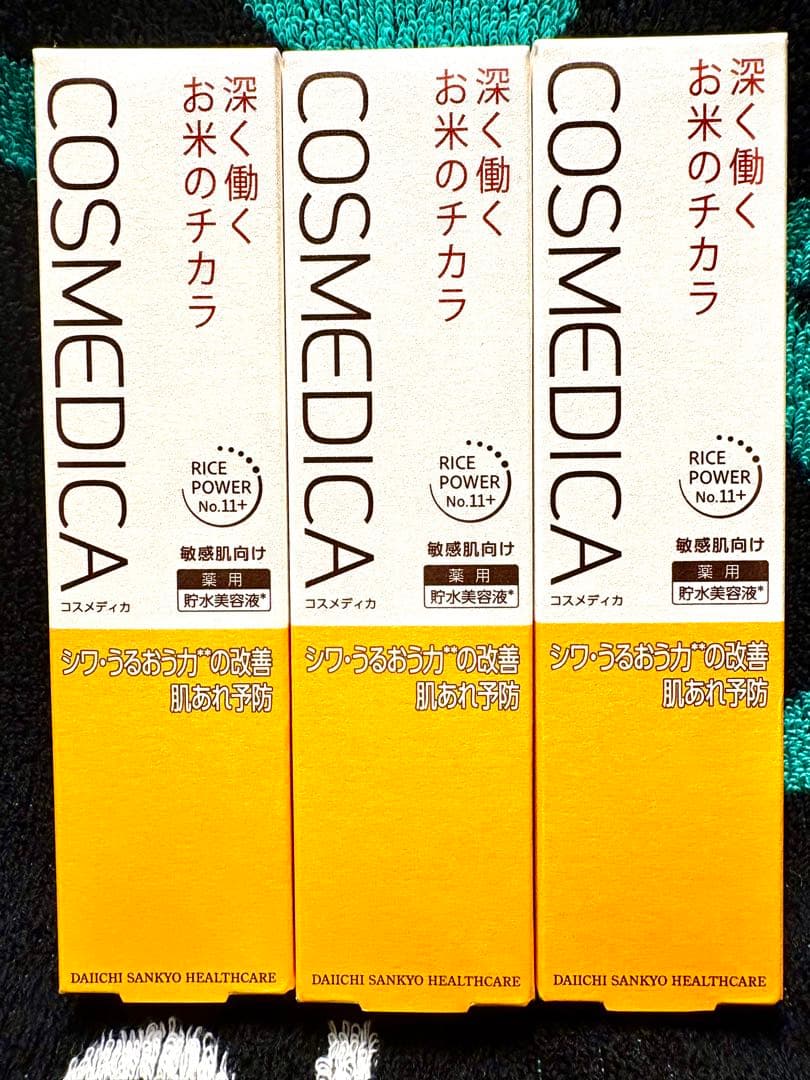 深く働く
お米のチカラ
COSMEDICA
コスメディカ
RICE
POWER
No.11+
敏感肌向け
薬用
貯水美容液*
シワ・うるおう力**の改善
肌あれ予防
DAIICHI SANKYO HEALTHCARE
深く働く
お米のチカラ
COSMEDICA
コスメディカ
RICE
POWER
No.11+
敏感肌向け
薬用
貯水美容液*
シワ・うるおう力**の改善
肌あれ予防
DAIICHI SANKYO HEALTHCARE
深く働く
お米のチカラ
COSMEDICA
コスメディカ
RICE
POWER
No.11+
敏感肌向け
薬用
貯水美容液*
シワ・うるおう力**の改善
肌あれ予防
DAIICHI SANKYO HEALTHCARE